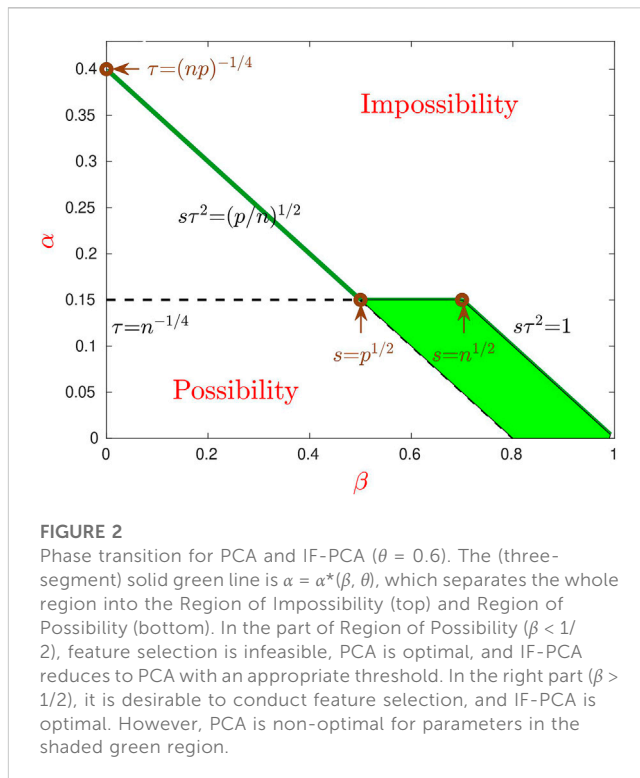 0.4
τ=(np)^{-1/4}
Impossibility
0.35
0.3
0.25
sτ²=(p/n)^{1/2}
α
0.2
0.15
τ=n^{-1/4}
sτ²=1
0.1
s=p^{1/2}
s=n^{1/2}
Possibility
0.05
0
0
0.2
0.4
0.6
0.8
1
β
FIGURE 2
Phase transition for PCA and IF-PCA (θ = 0.6). The (three-
segment) solid green line is α = α*(β, θ), which separates the whole
region into the Region of Impossibility (top) and Region of
Possibility (bottom). In the part of Region of Possibility (β < 1/
2), feature selection is infeasible, PCA is optimal, and IF-PCA
reduces to PCA with an appropriate threshold. In the right part (β >
1/2), it is desirable to conduct feature selection, and IF-PCA is
optimal. However, PCA is non-optimal for parameters in the
shaded green region.